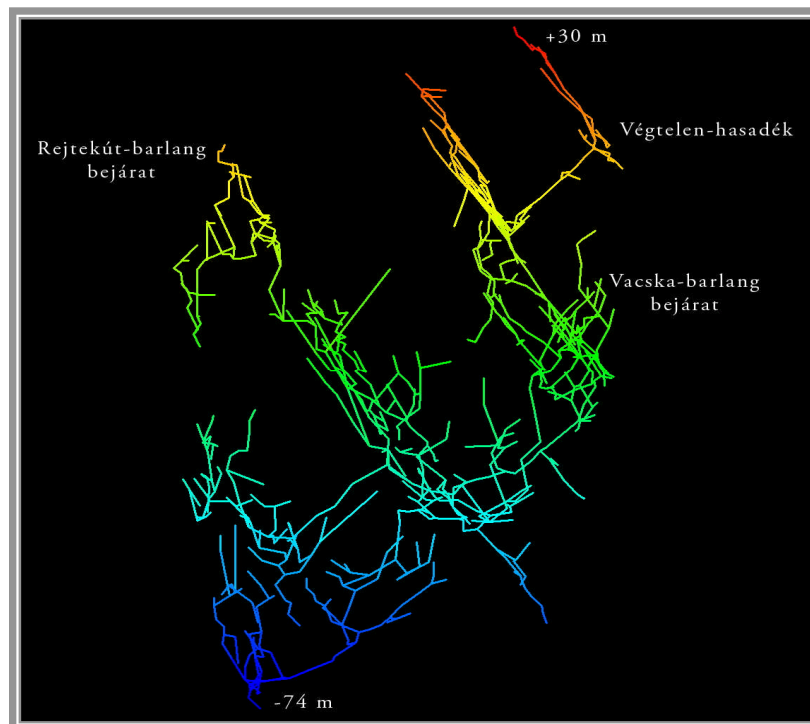 +30 m
Végtelen-hasadék
Rejtekút-barlang
bejárat
Vacska-barlang
bejárat
-74 m